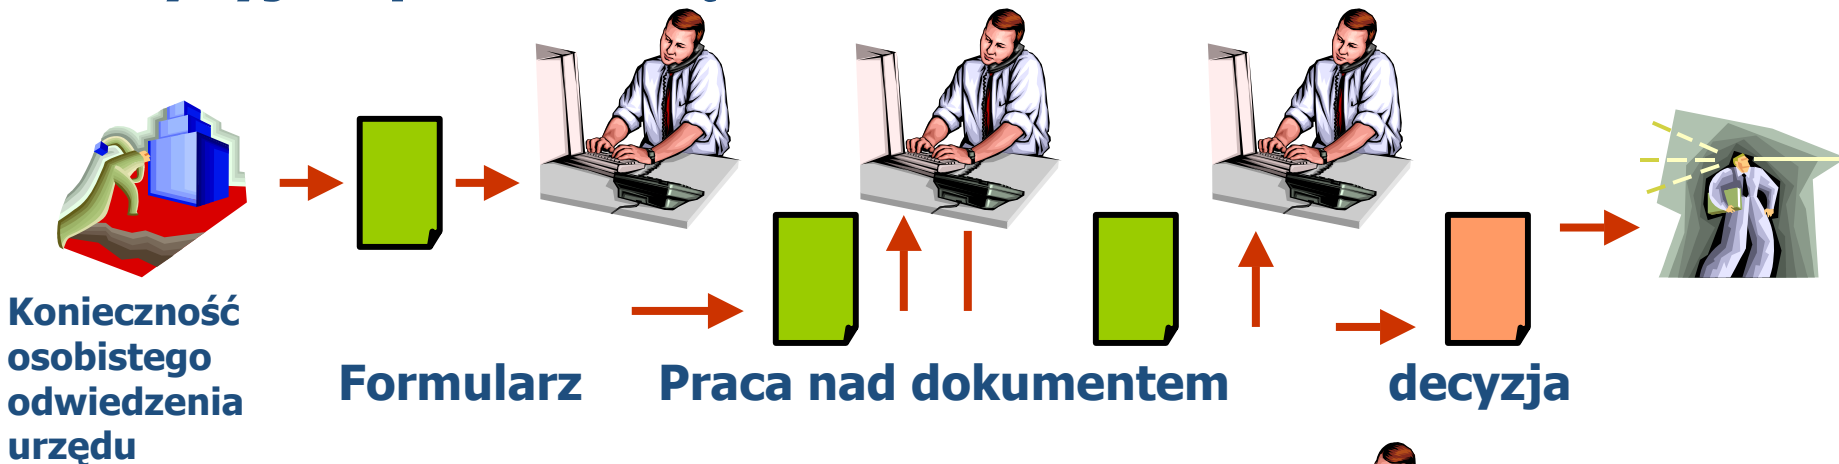 Konieczność
osobistego
odwiedzenia
urzędu
Formularz
Praca nad dokumentem
decyzja